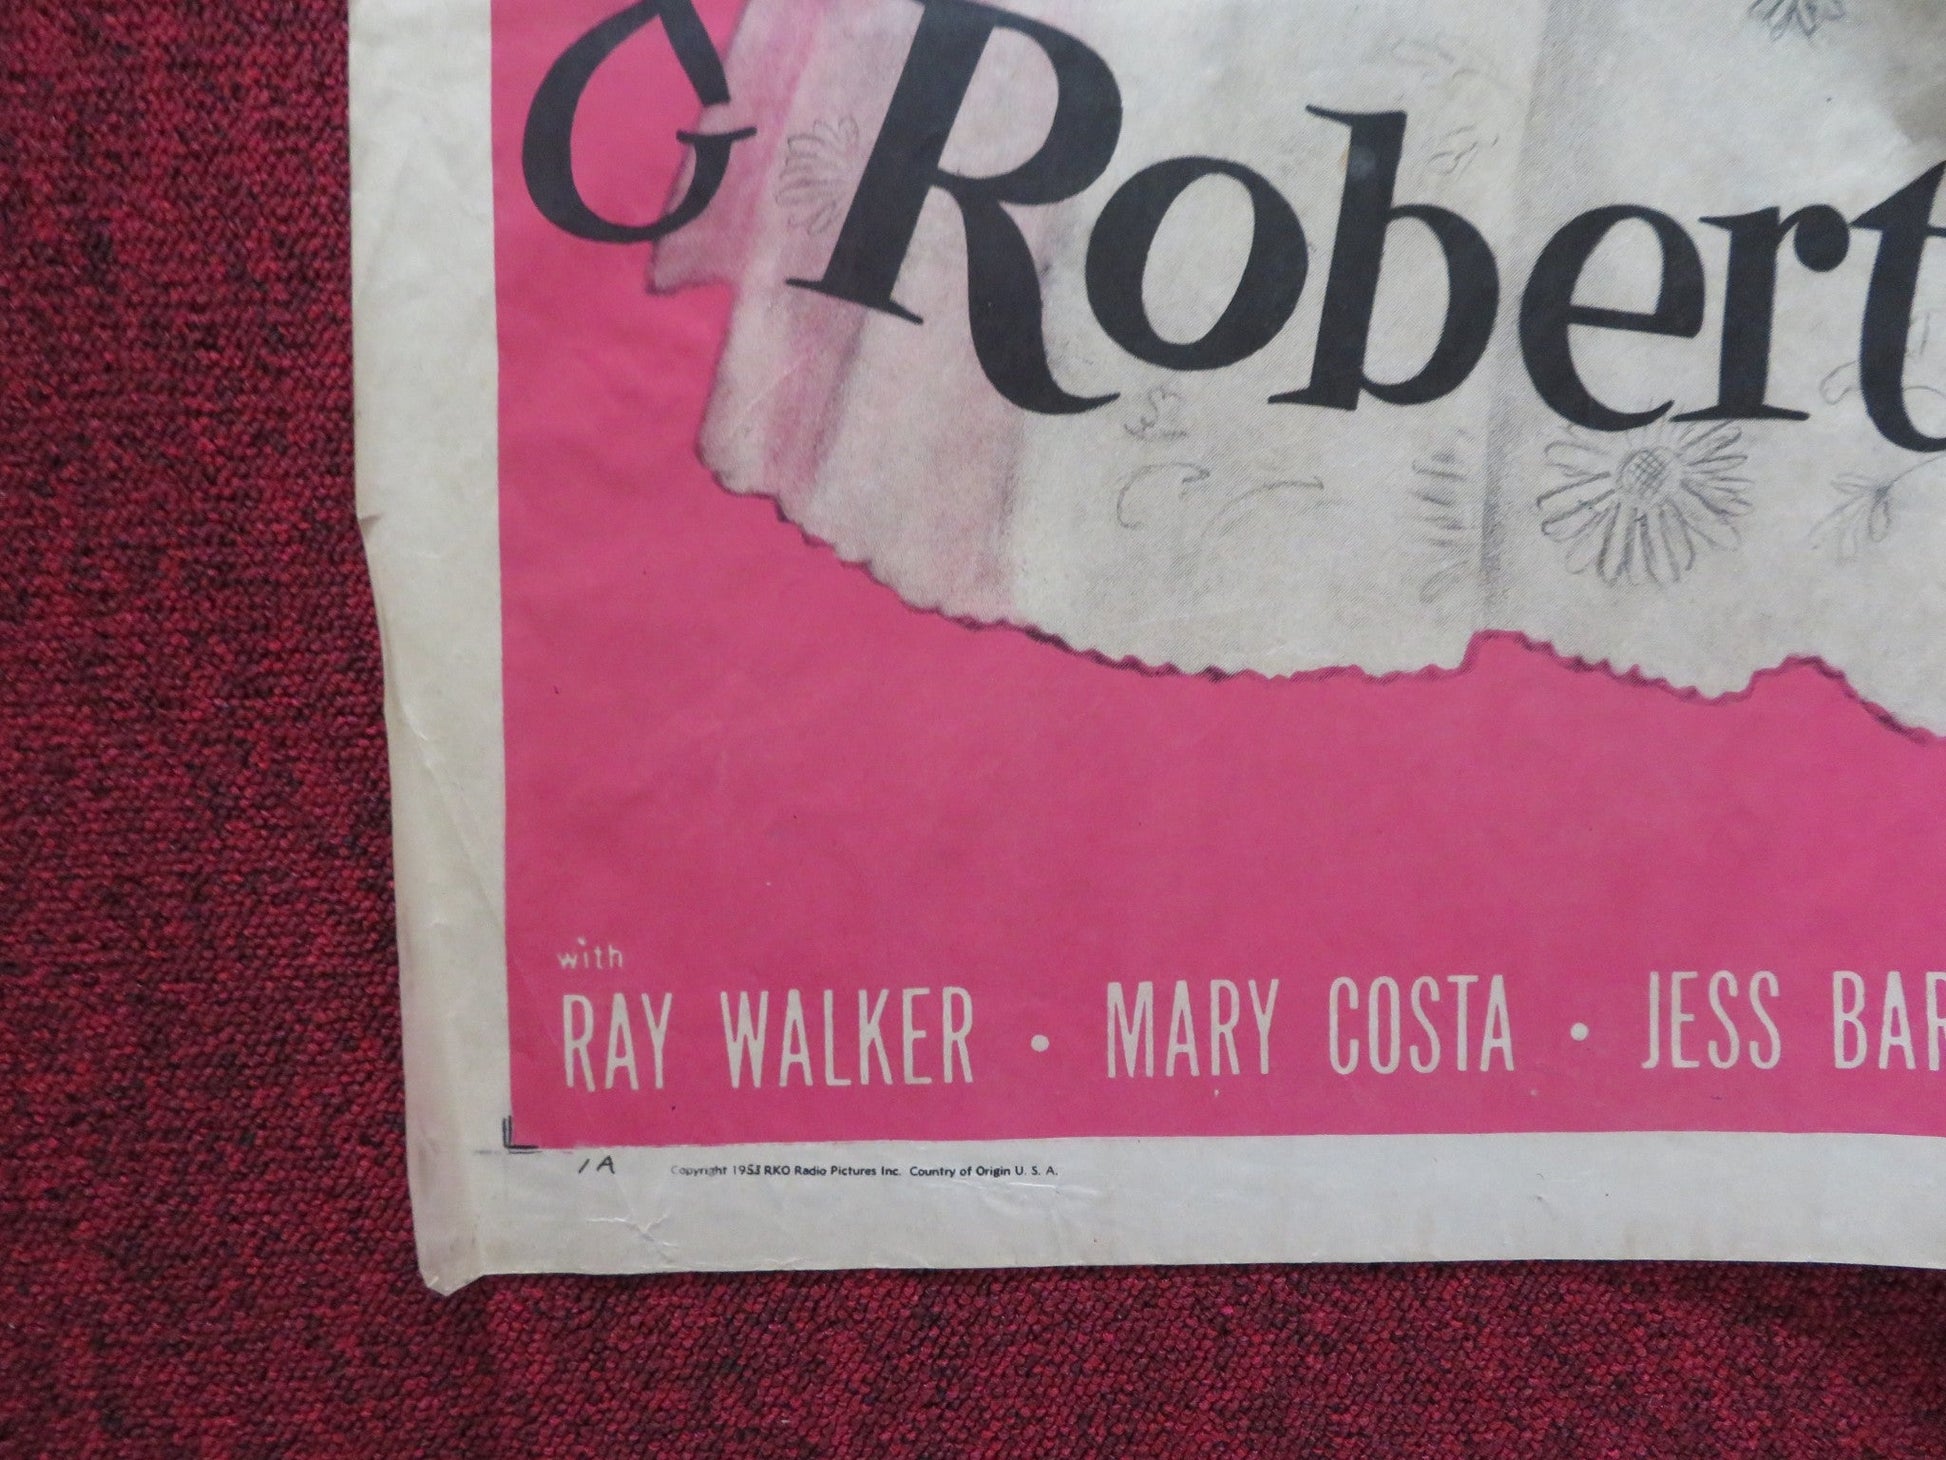 & Robert
with
RAY WALKER • MARY COSTA • JESS BAR
1A Copyright 1953 RKO Radio Pictures Inc. Country of Origin U. S. A.